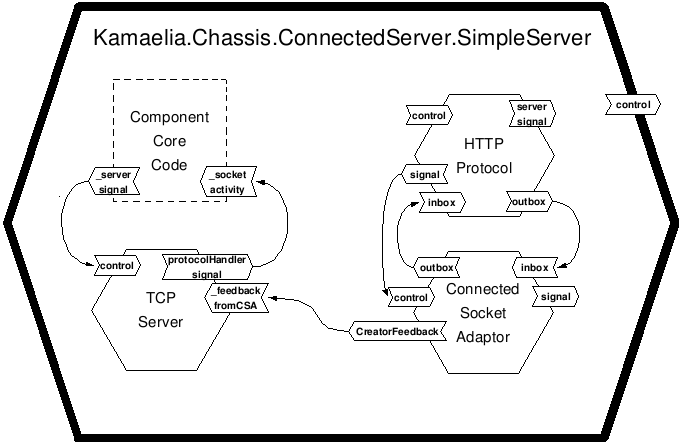 Kamaelia.Chassis.ConnectedServer.SimpleServer
control
Component
Core
Code
_server
signal
_socket
activity
control
protocolHandler
signal
_feedback
fromCSA
TCP
Server
control
server
signal
HTTP
Protocol
signal
inbox
outbox
outbox
inbox
control
signal
Connected
Socket
Adaptor
CreatorFeedback